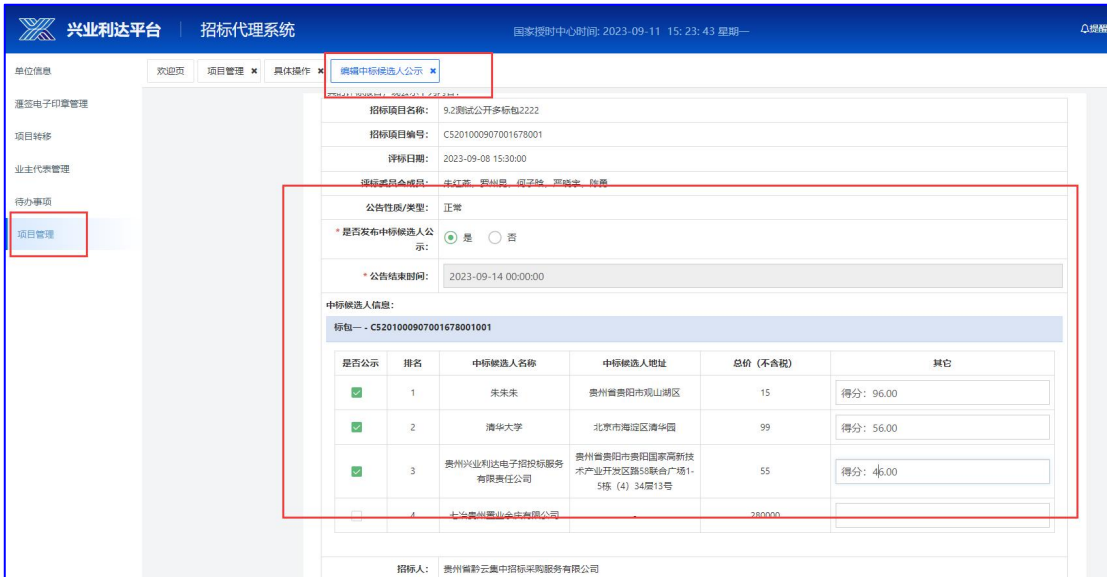 兴业利达平台 招标代理系统 国家授时中心时间: 2023-09-11 15: 23: 43 星期一 提醒
单位信息 欢迎页 项目管理 × 具体操作 × 编辑中标候选人公示 ×
招标项目名称: 9.2测试公开多标包2222
遥签电子印章管理
招标项目编号: C5201000907001678001
项目转移
评标日期: 2023-09-08 15:30:00
业主代表管理
评标委员会成员:
待办事项
公告性质/类型: 正常
项目管理
* 是否发布中标候选人公示: 是 否
* 公告结束时间: 2023-09-14 00:00:00
中标候选人信息:
标包一 - C5201000907001678001001
是否公示 排名 中标候选人名称 中标候选人地址 总价（不含税） 其它
1 朱朱朱 贵州省贵阳市观山湖区 15 得分：96.00
2 清华大学 北京市海淀区清华园 99 得分：56.00
3 贵州兴业利达电子招投标服务有限责任公司 贵州省贵阳市贵阳国家高新技术产业开发区路58联合广场1-5栋（4）34层13号 55 得分：46.00
4 280000
招标人: 贵州省黔云集中招标采购服务有限公司